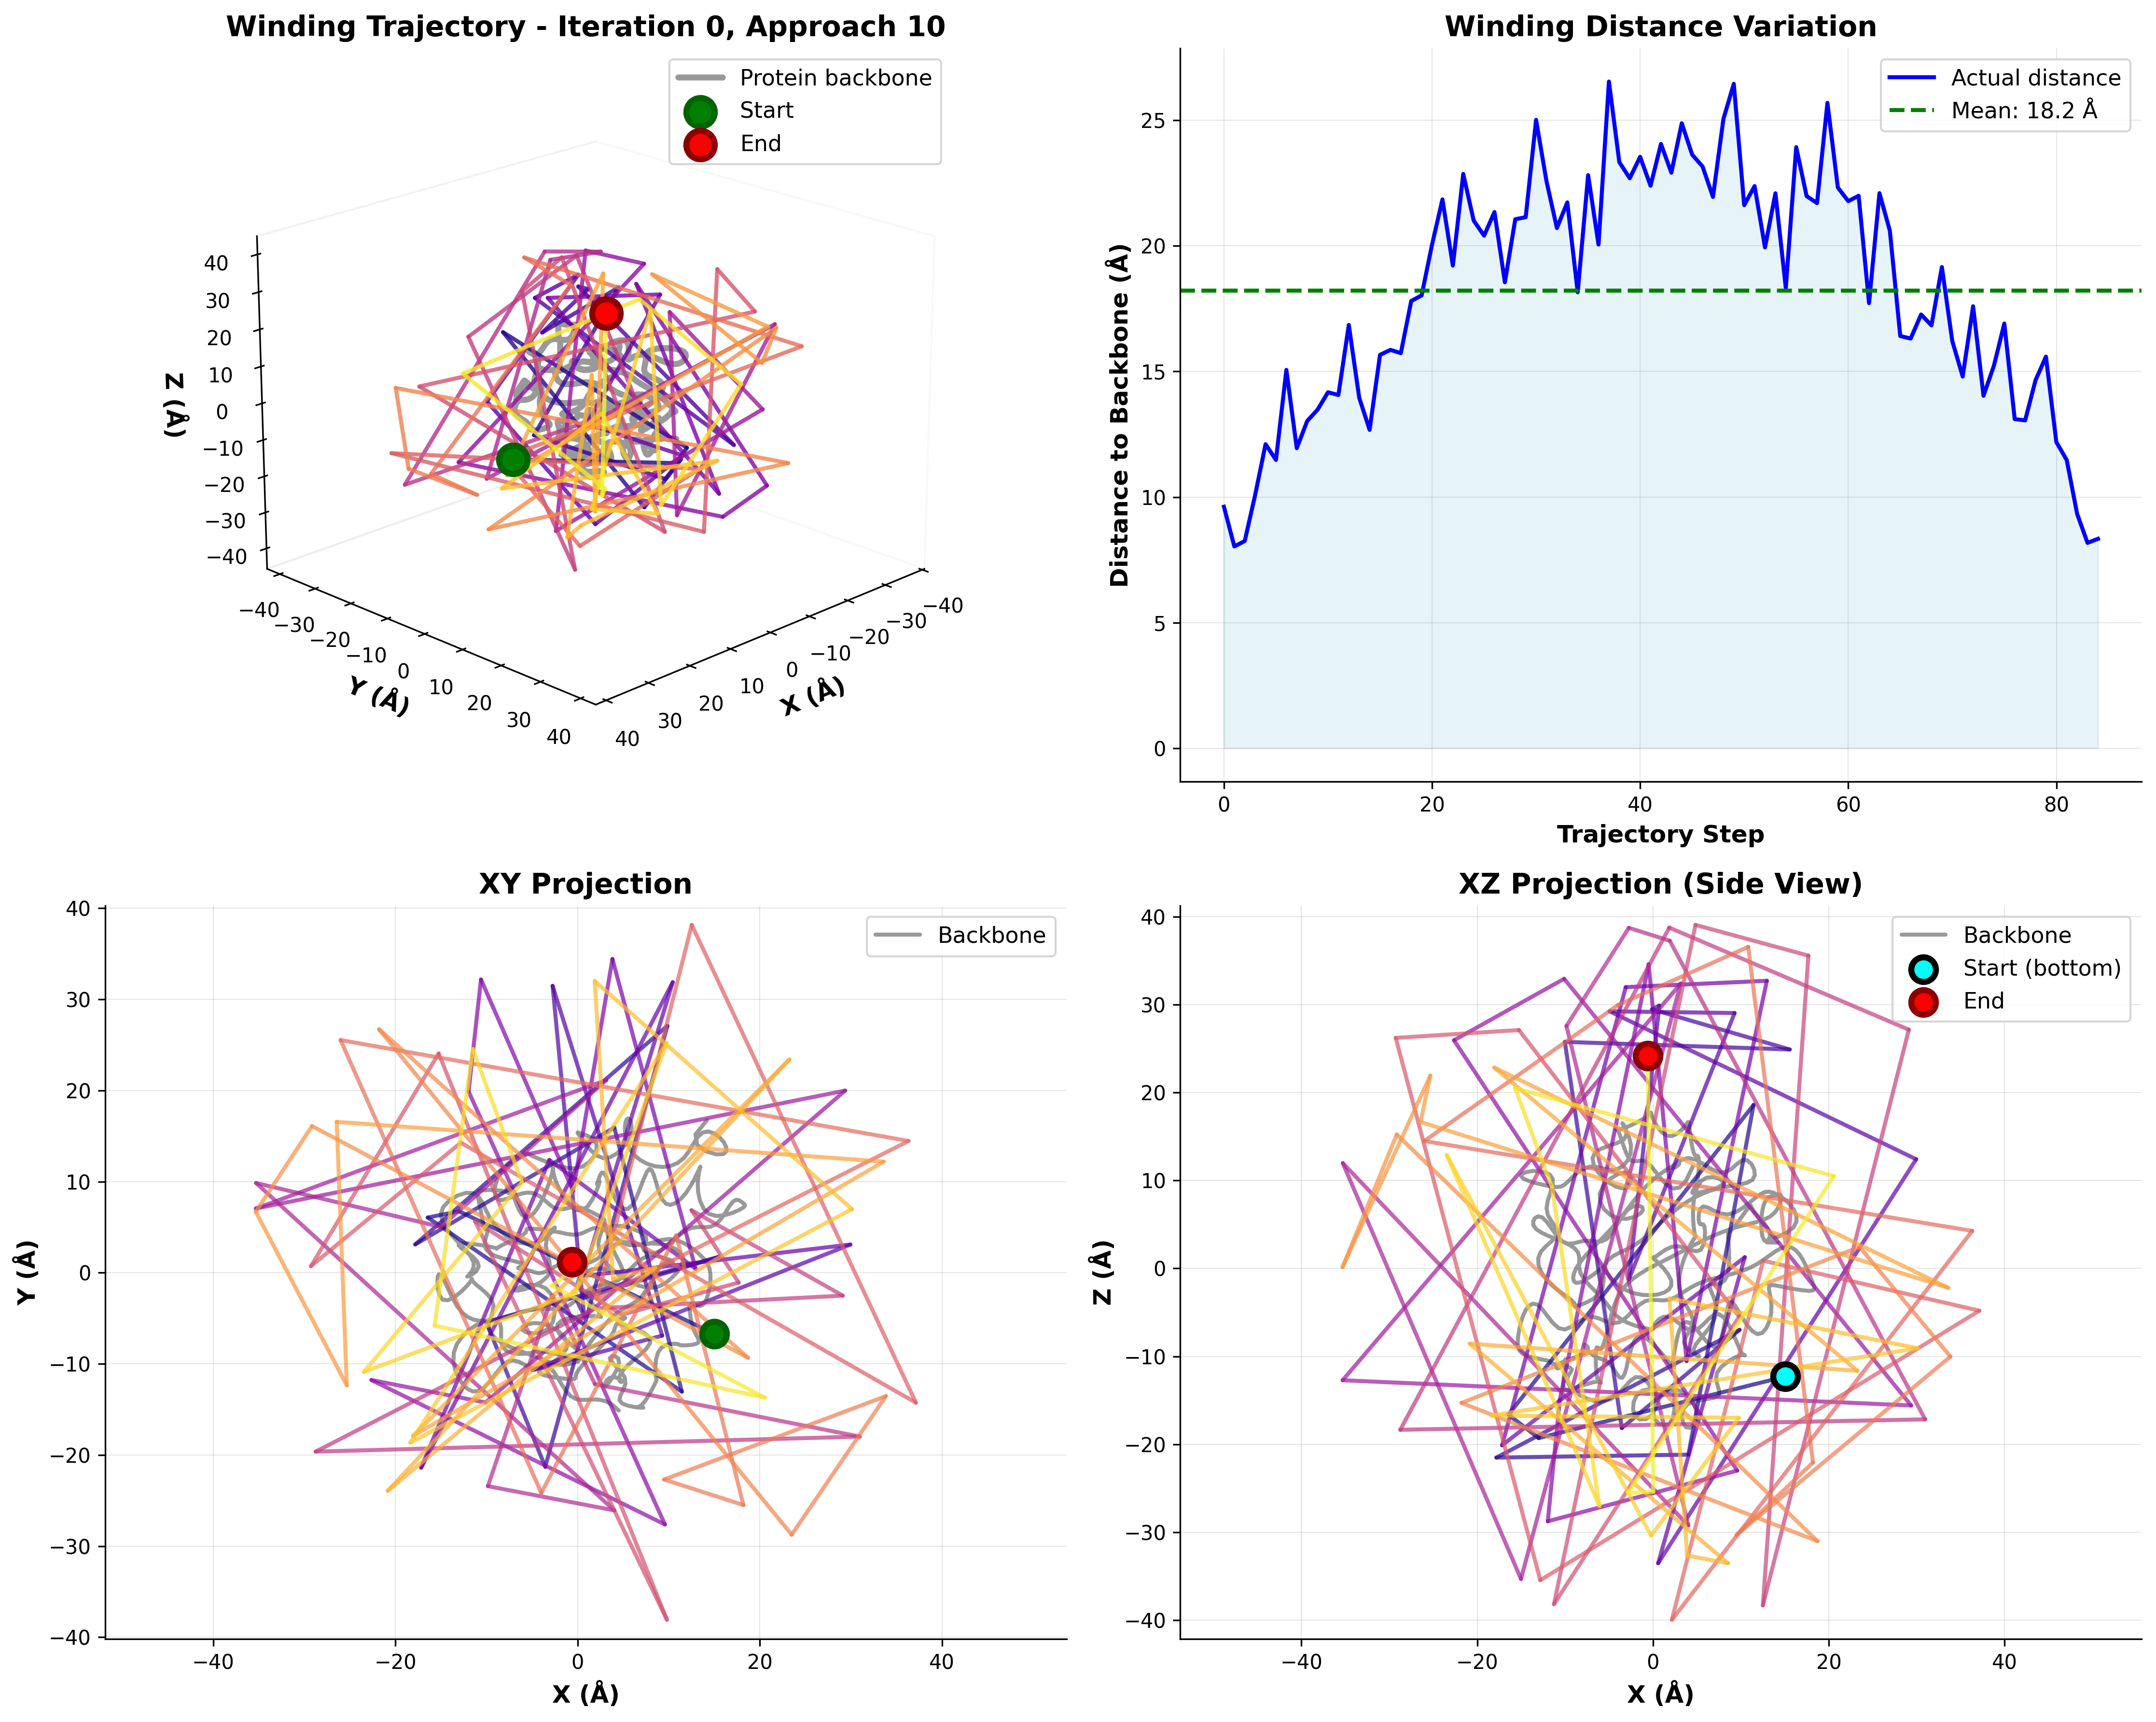 Winding Trajectory - Iteration 0, Approach 10
Protein backbone
Start
End
40
30
20
10
0
−10
−20
−30
−40
Z (Å)
−40
−30
−20
−10
0
10
20
30
40
Y (Å)
40
30
20
10
0
−10
−20
−30
−40
X (Å)
Winding Distance Variation
Actual distance
Mean: 18.2 Å
25
20
15
10
5
0
Distance to Backbone (Å)
0 20 40 60 80
Trajectory Step
XY Projection
Backbone
40
30
20
10
0
−10
−20
−30
−40
Y (Å)
−40 −20 0 20 40
X (Å)
XZ Projection (Side View)
Backbone
Start (bottom)
End
40
30
20
10
0
−10
−20
−30
−40
Z (Å)
−40 −20 0 20 40
X (Å)